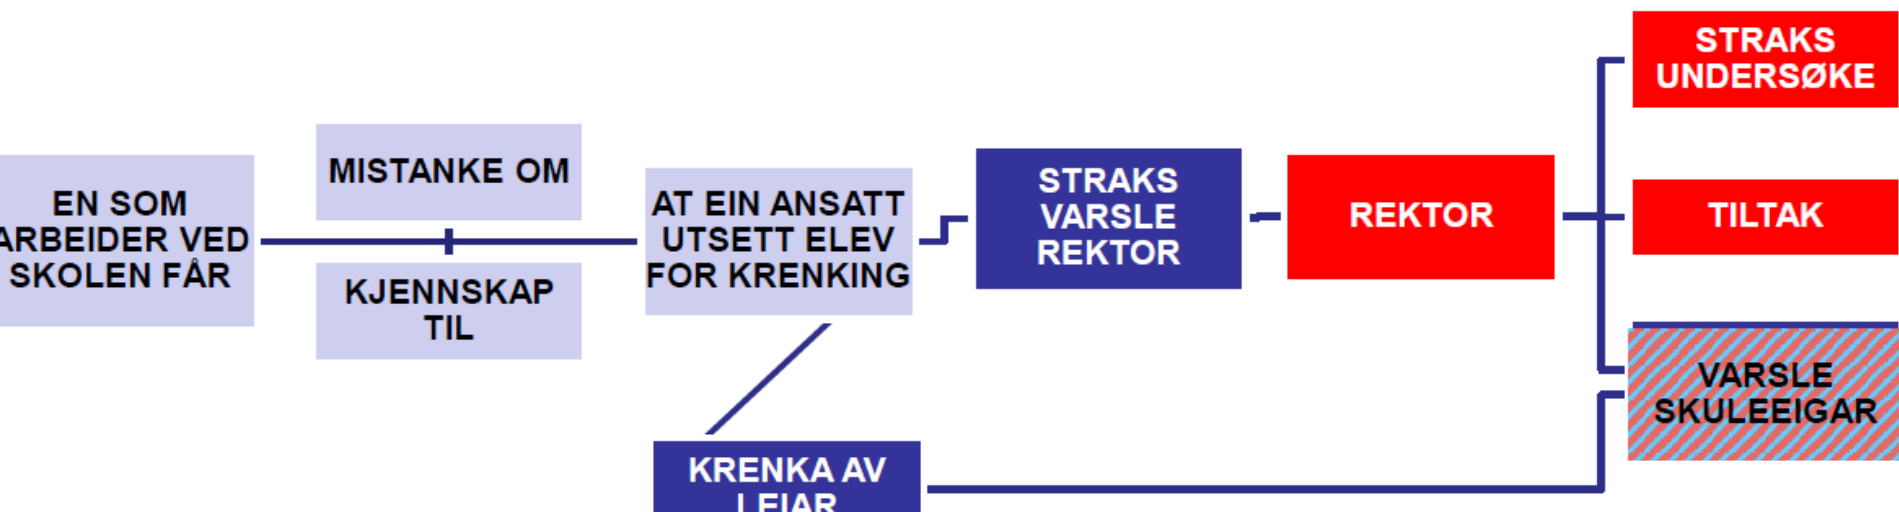 EN SOM
ARBEIDER VED
SKOLEN FÅR
MISTANKE OM
KJENNSKAP
TIL
AT EIN ANSATT
UTSETT ELEV
FOR KRENKING
STRAKS
VARSLE
REKTOR
REKTOR
STRAKS
UNDERSØKE
TILTAK
VARSLE
SKULEEIGAR
KRENKA AV
LEIAR